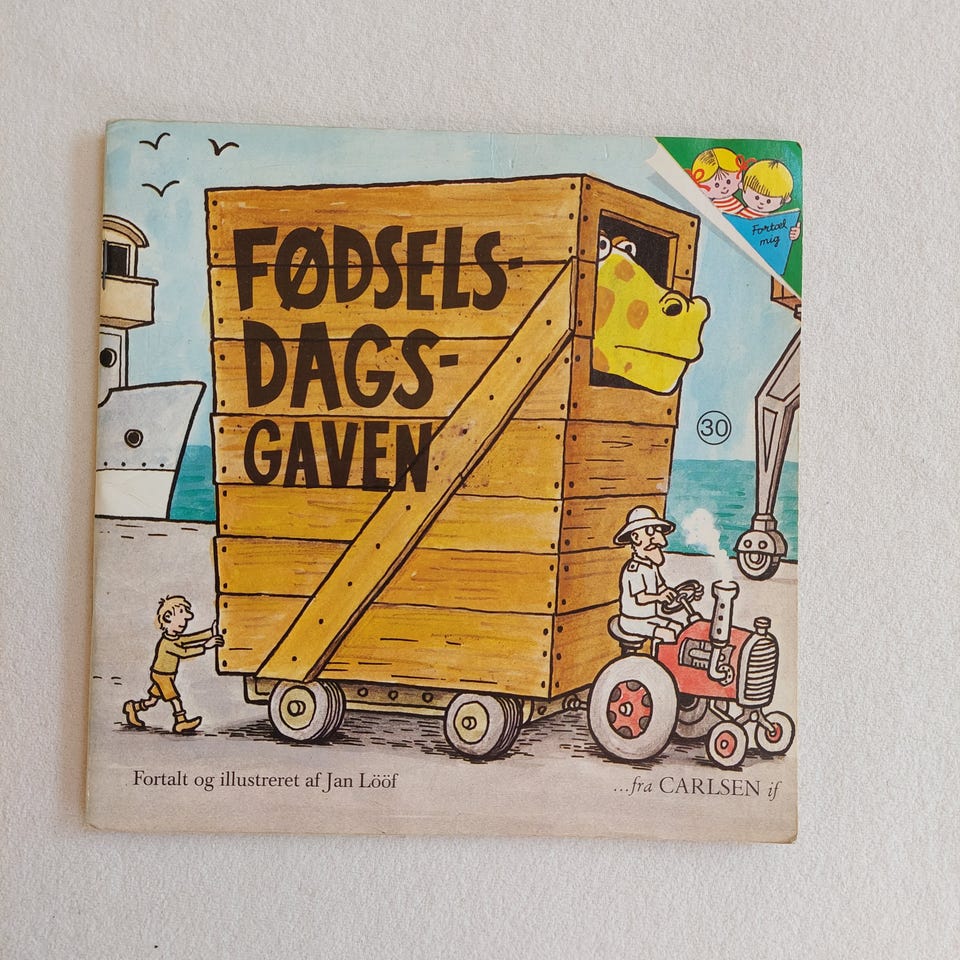 FØDSELS-
DAGS-
GAVEN
Fortæl
mig
30
Fortalt og illustreret af Jan Lööf
...fra CARLSEN if